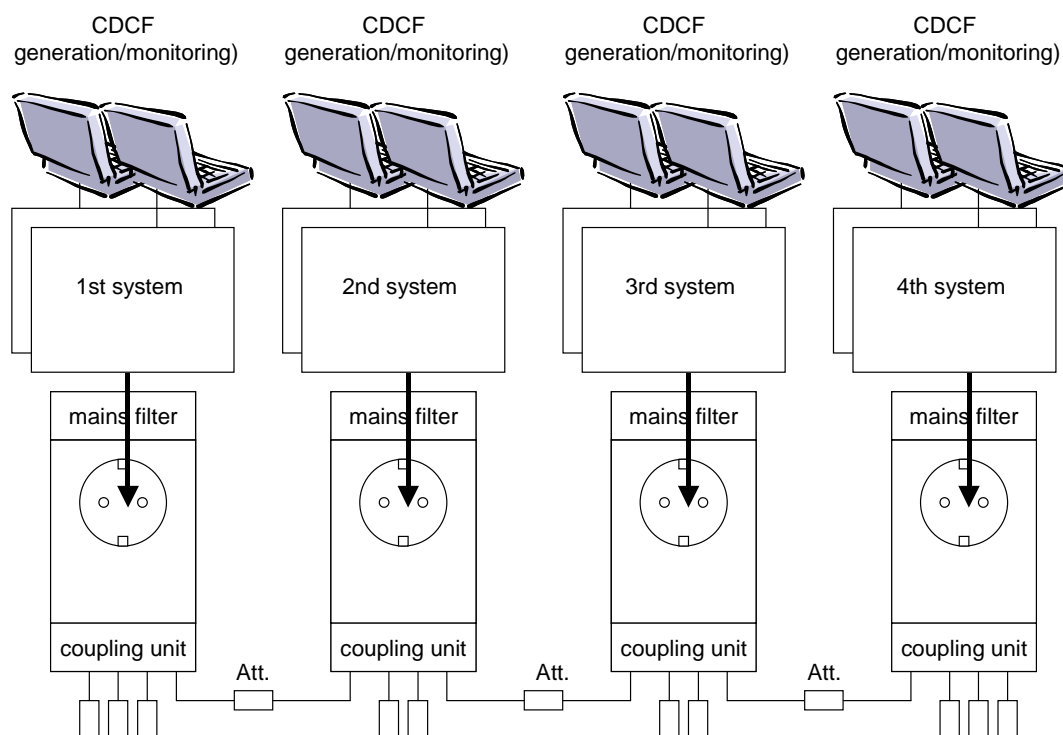 CDCF
generation/monitoring)
CDCF
generation/monitoring)
CDCF
generation/monitoring)
CDCF
generation/monitoring)
1st system
2nd system
3rd system
4th system
mains filter
mains filter
mains filter
mains filter
coupling unit
coupling unit
coupling unit
coupling unit
Att.
Att.
Att.